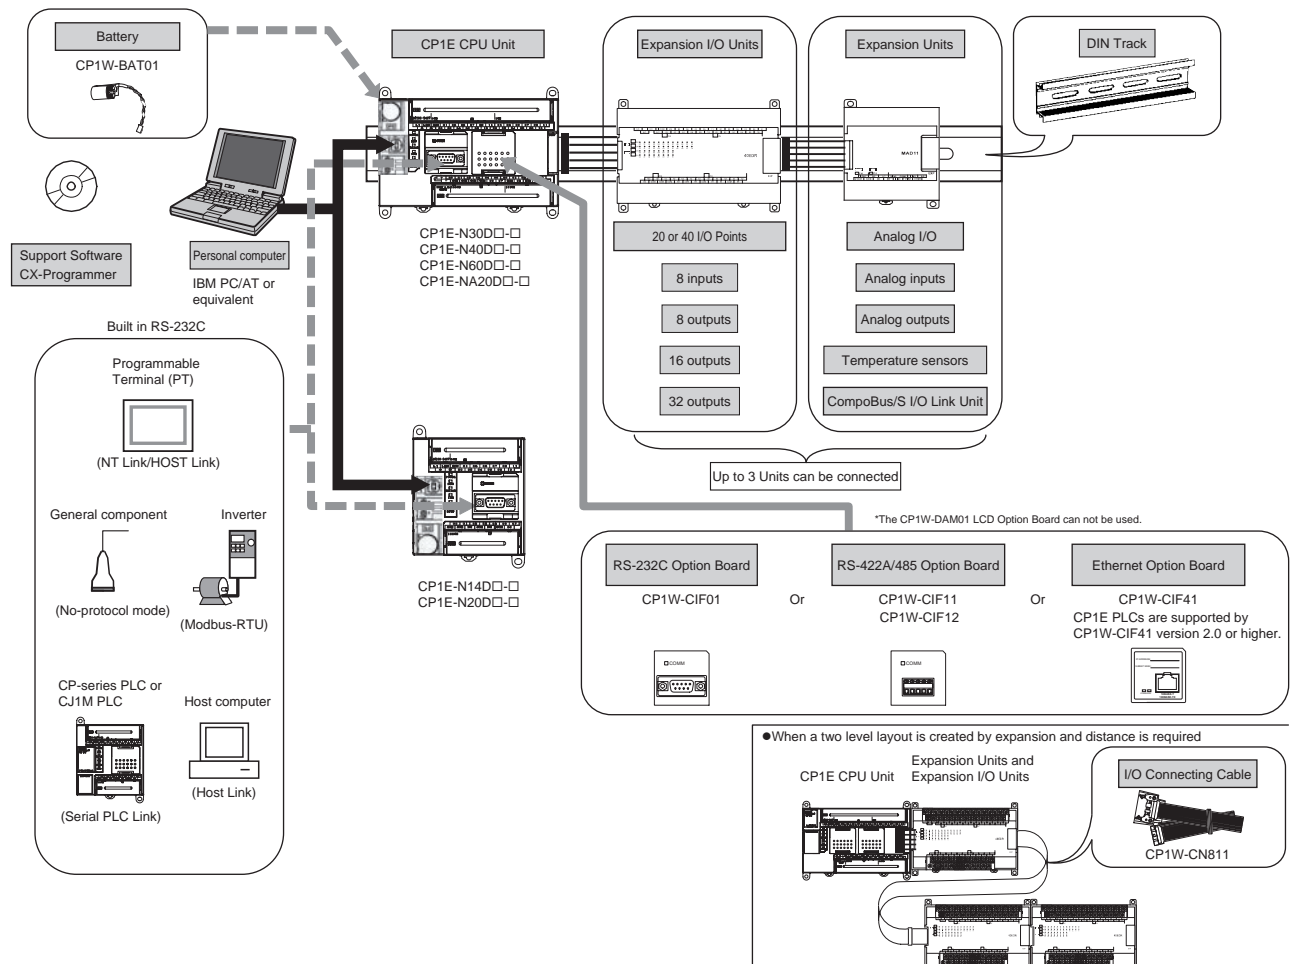 Battery
CP1W-BAT01
CP1E CPU Unit
Expansion I/O Units
Expansion Units
DIN Track
MAD11
Support Software
CX-Programmer
Personal computer
IBM PC/AT or
equivalent
CP1E-N30D□-□
CP1E-N40D□-□
CP1E-N60D□-□
CP1E-NA20D□-□
20 or 40 I/O Points
8 inputs
8 outputs
16 outputs
32 outputs
Analog I/O
Analog inputs
Analog outputs
Temperature sensors
CompoBus/S I/O Link Unit
Up to 3 Units can be connected
Built in RS-232C
Programmable
Terminal (PT)
(NT Link/HOST Link)
General component
(No-protocol mode)
Inverter
(Modbus-RTU)
CP-series PLC or
CJ1M PLC
(Serial PLC Link)
Host computer
(Host Link)
CP1E-N14D□-□
CP1E-N20D□-□
*The CP1W-DAM01 LCD Option Board can not be used.
RS-232C Option Board
CP1W-CIF01
COMM
Or
RS-422A/485 Option Board
CP1W-CIF11
CP1W-CIF12
COMM
Or
Ethernet Option Board
CP1W-CIF41
CP1E PLCs are supported by
CP1W-CIF41 version 2.0 or higher.
●When a two level layout is created by expansion and distance is required
CP1E CPU Unit
Expansion Units and
Expansion I/O Units
I/O Connecting Cable
CP1W-CN811